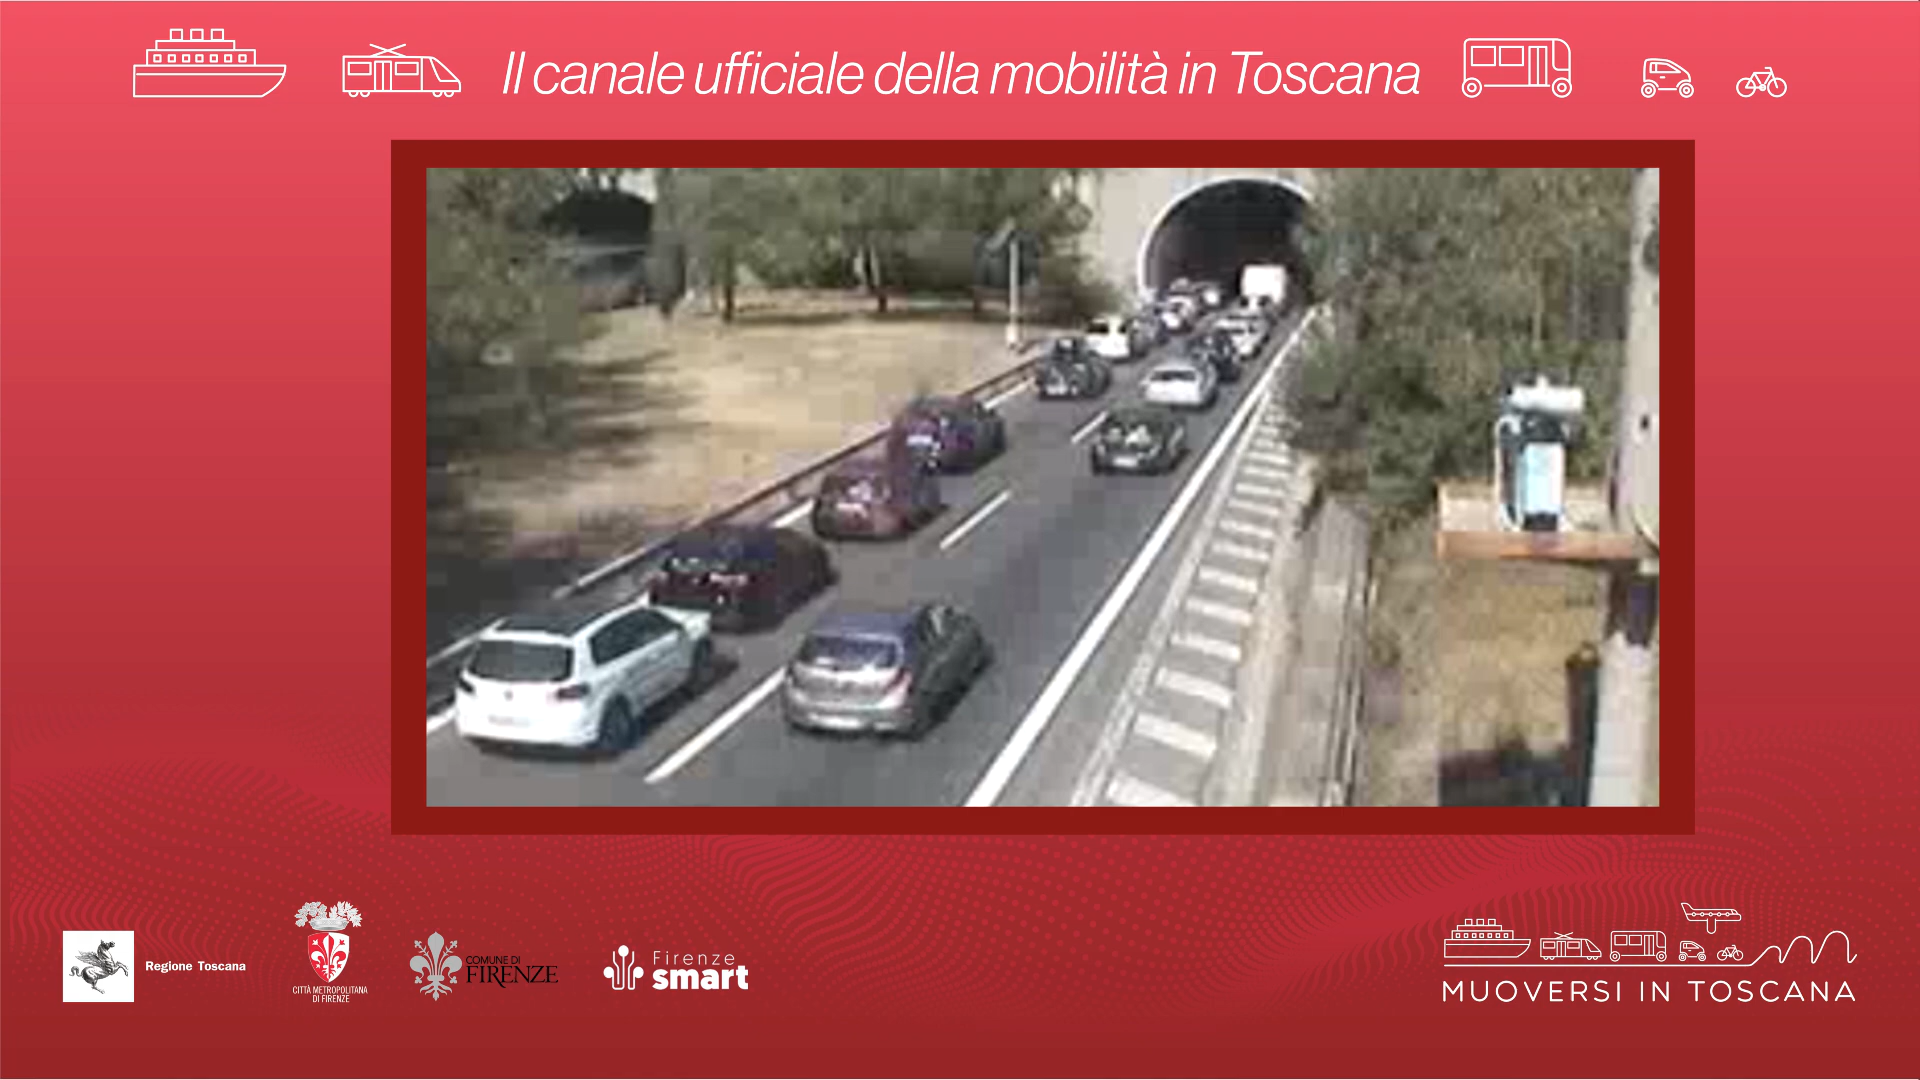 Il canale ufficiale della mobilità in Toscana
Regione Toscana
CITTÀ METROPOLITANA
DI FIRENZE
COMUNE DI
FIRENZE
Firenze
smart
MUOVERSI IN TOSCANA